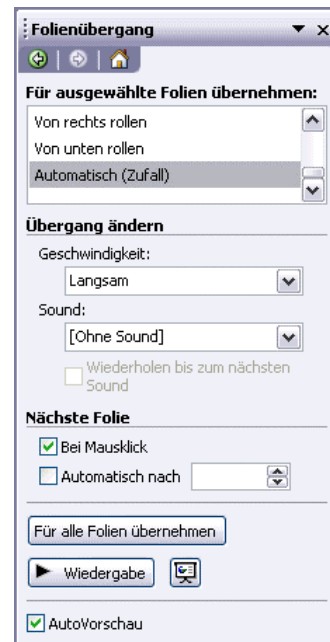 Folienübergang
Für ausgewählte Folien übernehmen:
Von rechts rollen
Von unten rollen
Automatisch (Zufall)
Übergang ändern
Geschwindigkeit:
Langsam
Sound:
[Ohne Sound]
Wiederholen bis zum nächsten
Sound
Nächste Folie
Bei Mausklick
Automatisch nach
Für alle Folien übernehmen
Wiedergabe
AutoVorschau